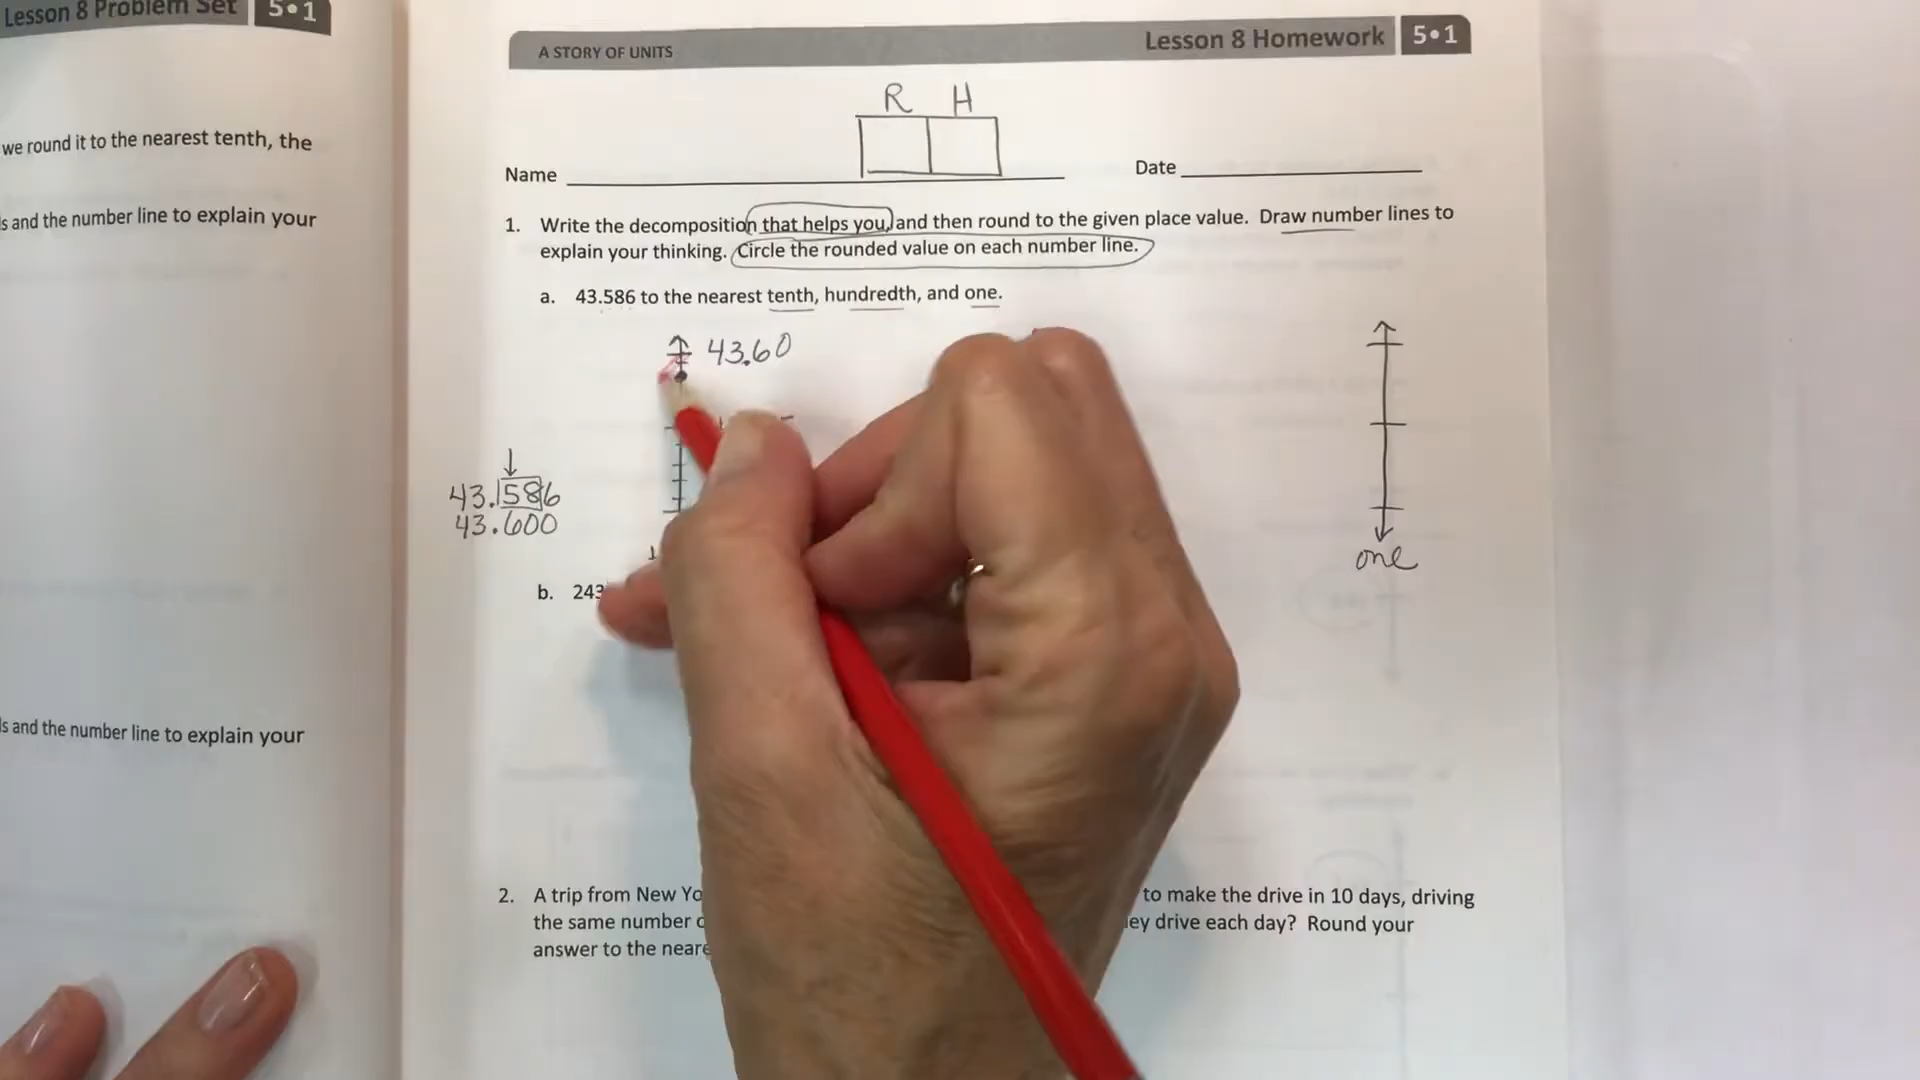 Lesson 8 Problem Set 5•1
we round it to the nearest tenth, the
s and the number line to explain your
s and the number line to explain your
A STORY OF UNITS
Lesson 8 Homework 5•1
R H
Name
Date
1. Write the decomposition that helps you, and then round to the given place value. Draw number lines to
explain your thinking. Circle the rounded value on each number line.
a. 43.586 to the nearest tenth, hundredth, and one.
43.60
43.586
43.600
one
b. 243
2. A trip from New Yo to make the drive in 10 days, driving
the same number ey drive each day? Round your
answer to the neare